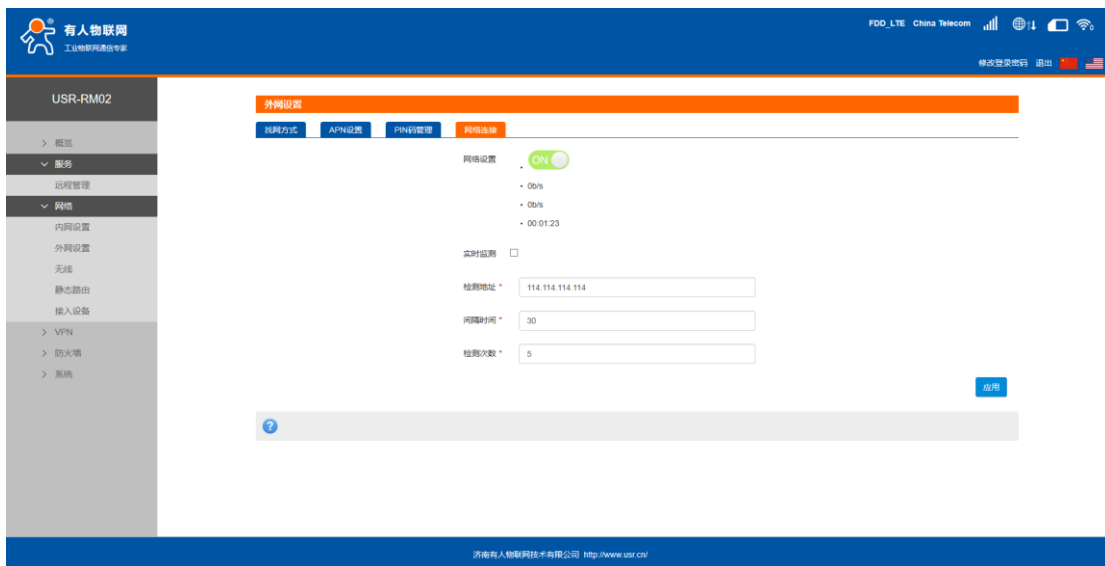 有人物联网
工业物联网通信专家
FDD_LTE China Telecom
修改登录密码 退出
USR-RM02
概览
服务
远程管理
网络
内网设置
外网设置
无线
静态路由
接入设备
VPN
防火墙
系统
外网设置
找网方式 APN设置 PIN码管理 网络连接
网络设置 ON
0b/s
0b/s
00:01:23
实时监测
检测地址 * 114.114.114.114
间隔时间 * 30
检测次数 * 5
应用
济南有人物联网技术有限公司 http://www.usr.cn/